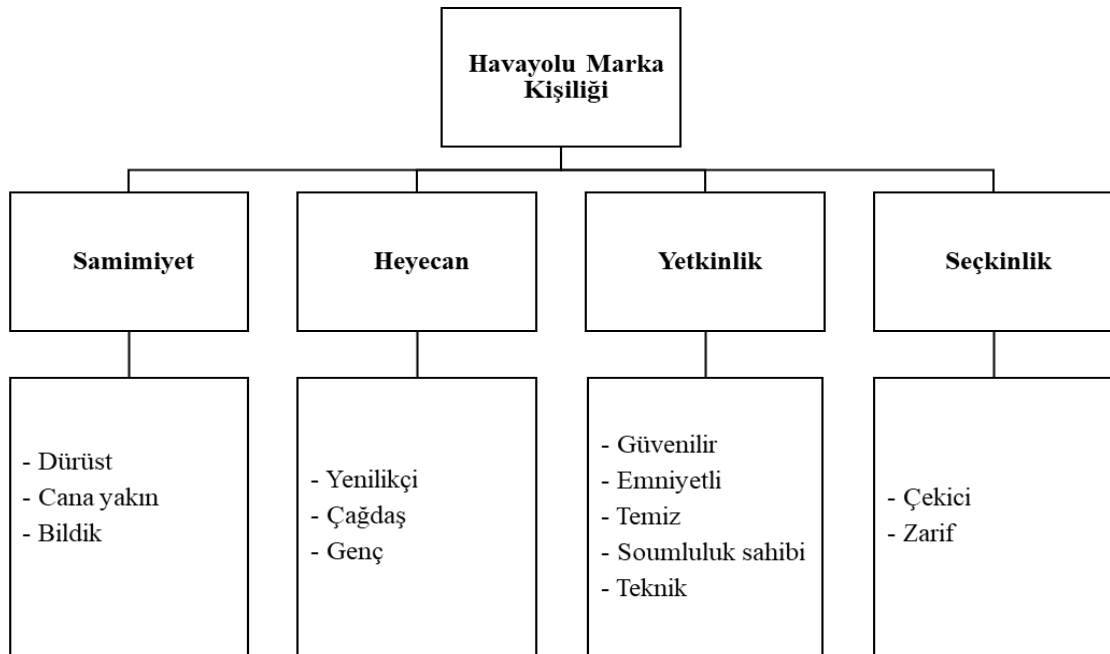 Havayolu Marka
Kişiliği
Samimiyet
Heyecan
Yetkinlik
Seçkinlik
- Dürüst
- Cana yakın
- Bildik
- Yenilikçi
- Çağdaş
- Genç
- Güvenilir
- Emniyetli
- Temiz
- Soumluluk sahibi
- Teknik
- Çekici
- Zarif